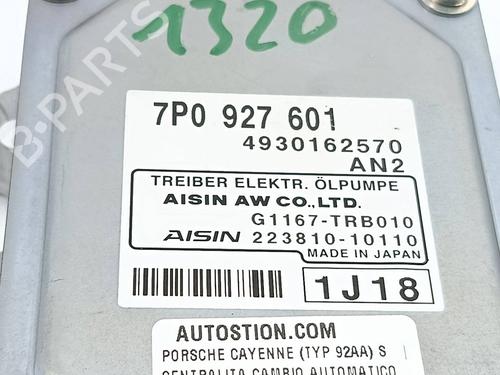 1320
7P0 927 601
4930162570
AN2
TREIBER ELEKTR. ÖLPUMPE
AISIN AW CO.,LTD.
G1167-TRB010
AISIN 223810-10110
MADE IN JAPAN
1J18
AUTOSTION.COM
PORSCHE CAYENNE (TYP 92AA) S
CENTRALITA CAMBIO AUTOMATICO
B-PARTS